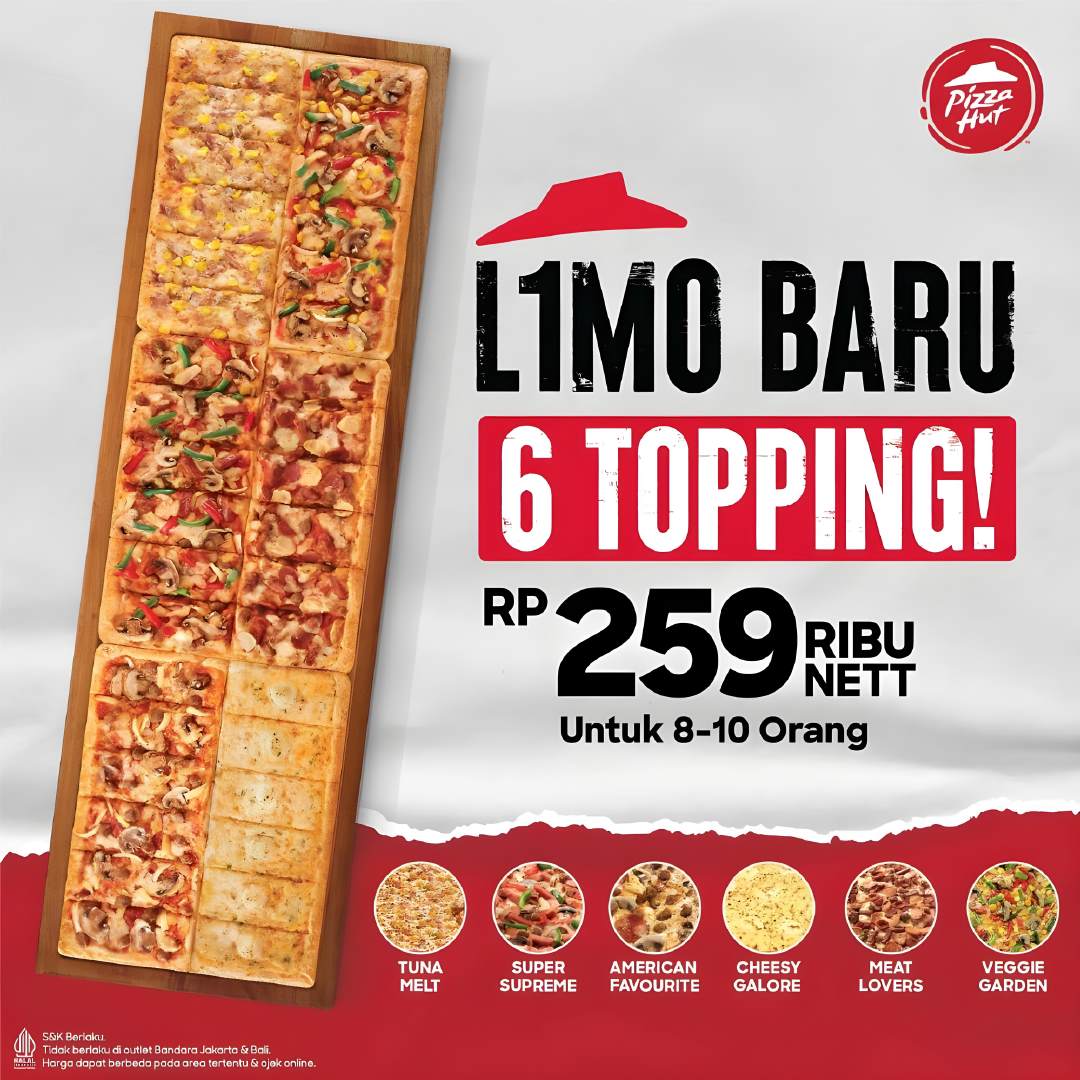 Pizza
Hut
L1MO BARU
6 TOPPING!
RP 259 RIBU
NETT
Untuk 8-10 Orang
TUNA
MELT
SUPER
SUPREME
AMERICAN
FAVOURITE
CHEESY
GALORE
MEAT
LOVERS
VEGGIE
GARDEN
S&K Berlaku.
Tidak berlaku di outlet Bandara Jakarta & Bali.
Harga dapat berbeda pada area tertentu & ojek online.
HALAL